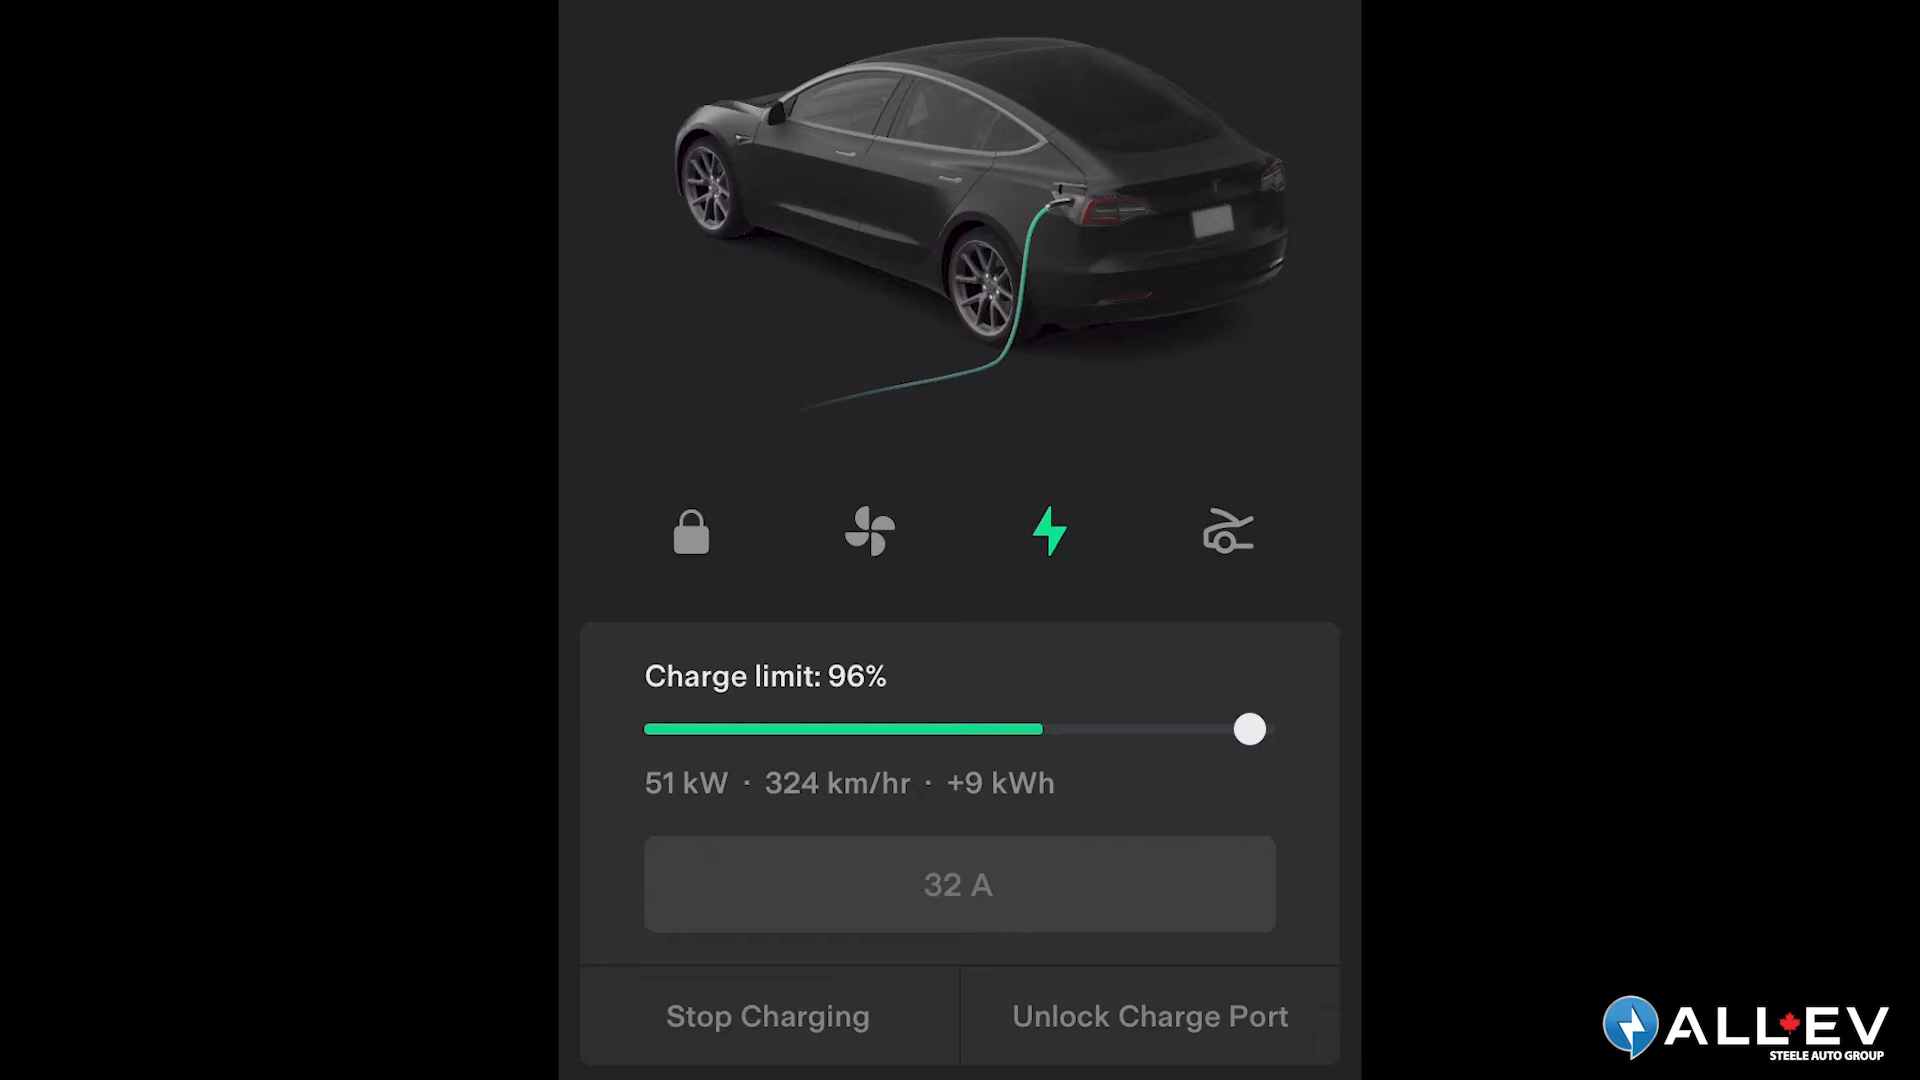 Charge limit: 96%
51 kW · 324 km/hr · +9 kWh
32 A
Stop Charging
Unlock Charge Port
ALL EV
STEELE AUTO GROUP